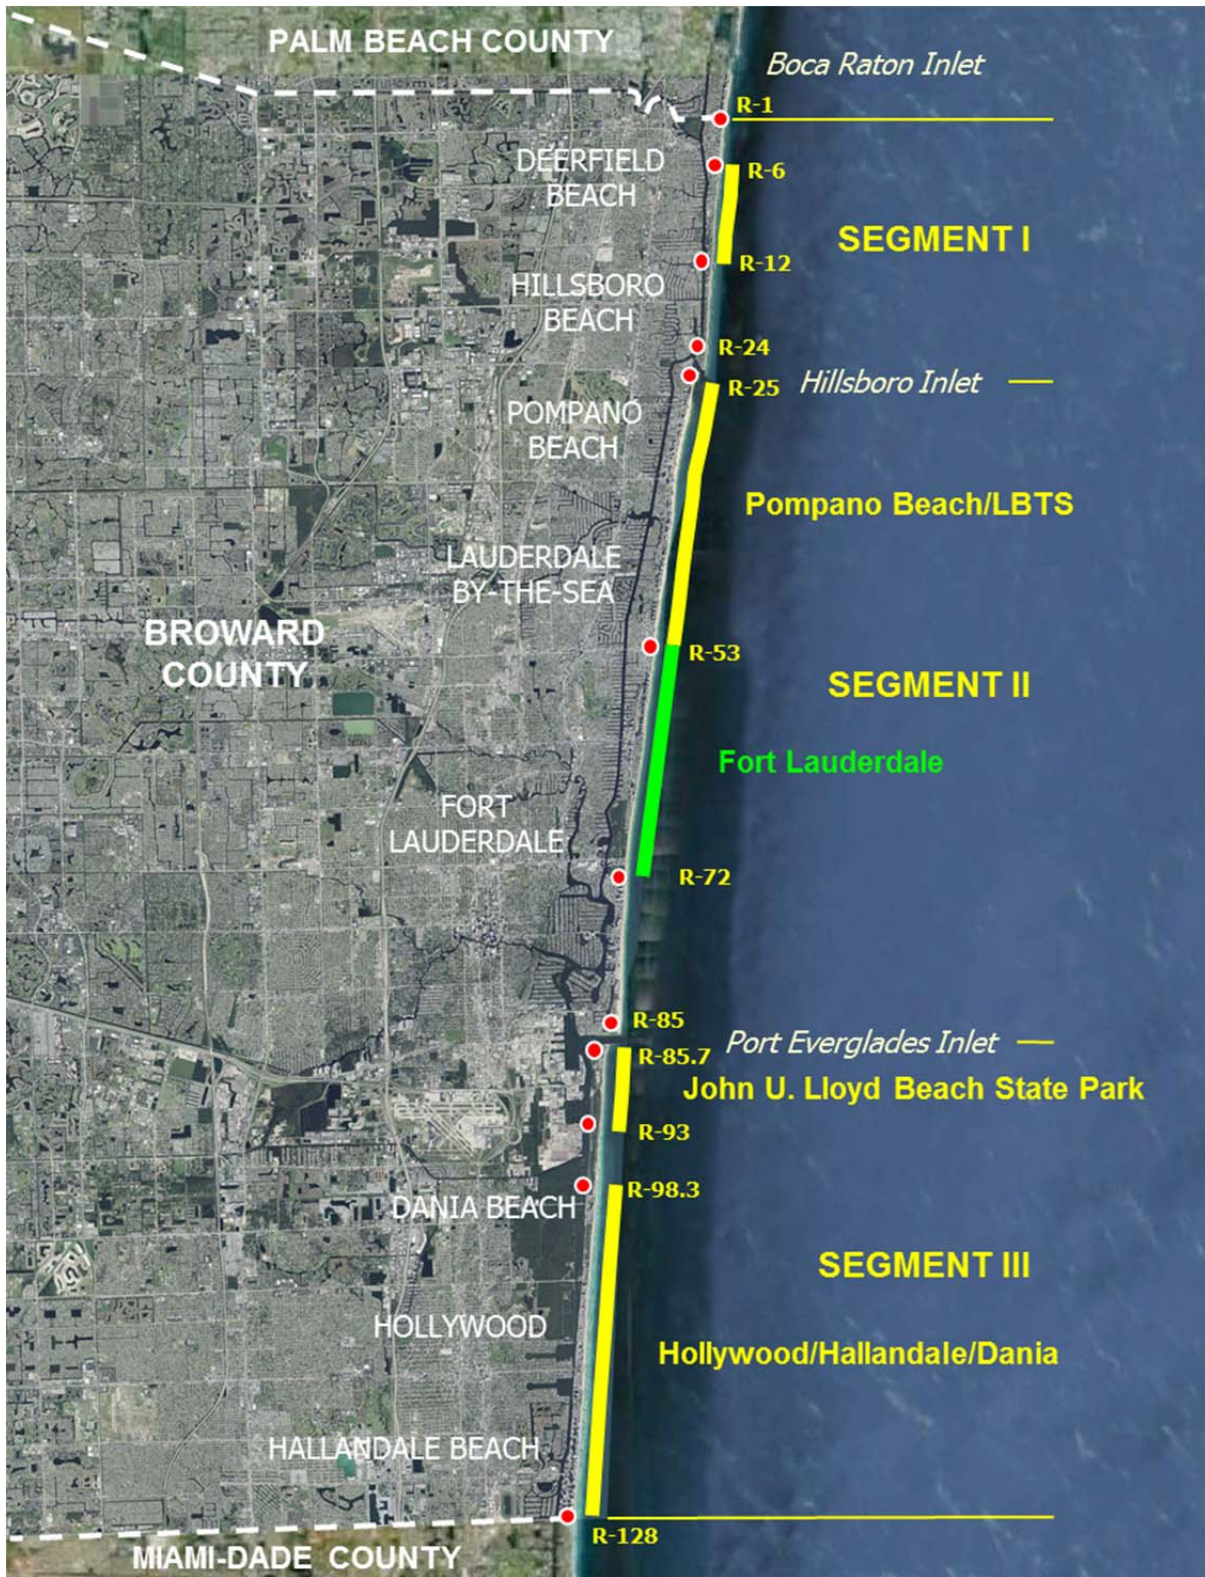 PALM BEACH COUNTY
Boca Raton Inlet
R-1
DEERFIELD
BEACH
R-6
SEGMENT I
R-12
HILLSBORO
BEACH
R-24
Hillsboro Inlet
R-25
POMPANO
BEACH
Pompano Beach/LBTS
LAUDERDALE
BY-THE-SEA
BROWARD
COUNTY
R-53
SEGMENT II
Fort Lauderdale
FORT
LAUDERDALE
R-72
R-85
Port Everglades Inlet
R-85.7
John U. Lloyd Beach State Park
R-93
R-98.3
DANIA BEACH
SEGMENT III
HOLLYWOOD
Hollywood/Hallandale/Dania
HALLANDALE BEACH
R-128
MIAMI-DADE COUNTY